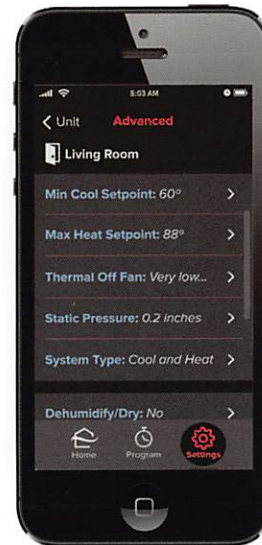 8:03 AM
< Unit Advanced
Living Room
Min Cool Setpoint: 60° >
Max Heat Setpoint: 88° >
Thermal Off Fan: Very low... >
Static Pressure: 0.2 inches >
System Type: Cool and Heat >
Dehumidify/Dry: No >
Home Program Settings